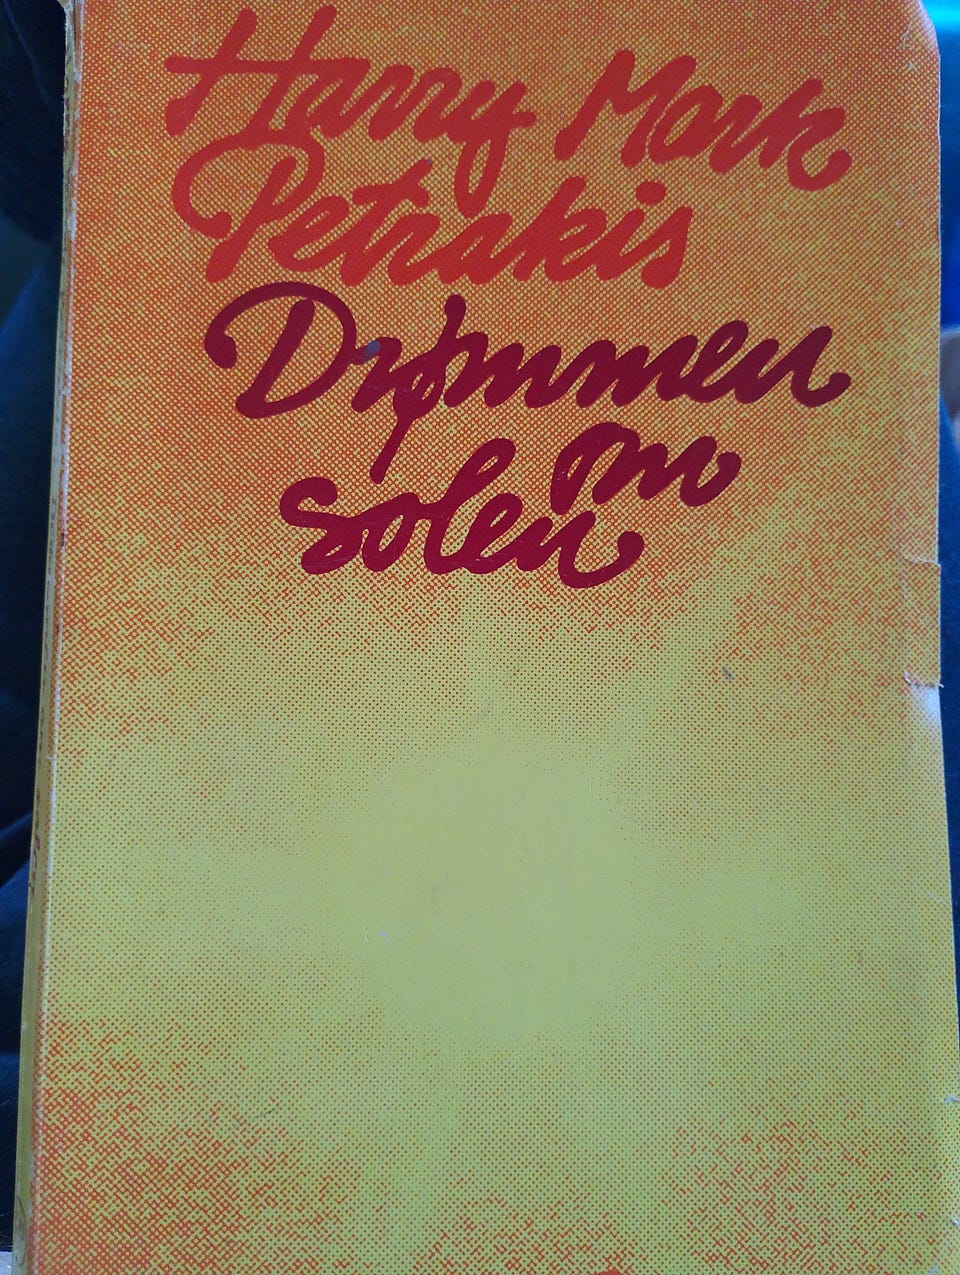 Harry Mark
Petrakis
Drømmen
om
solen